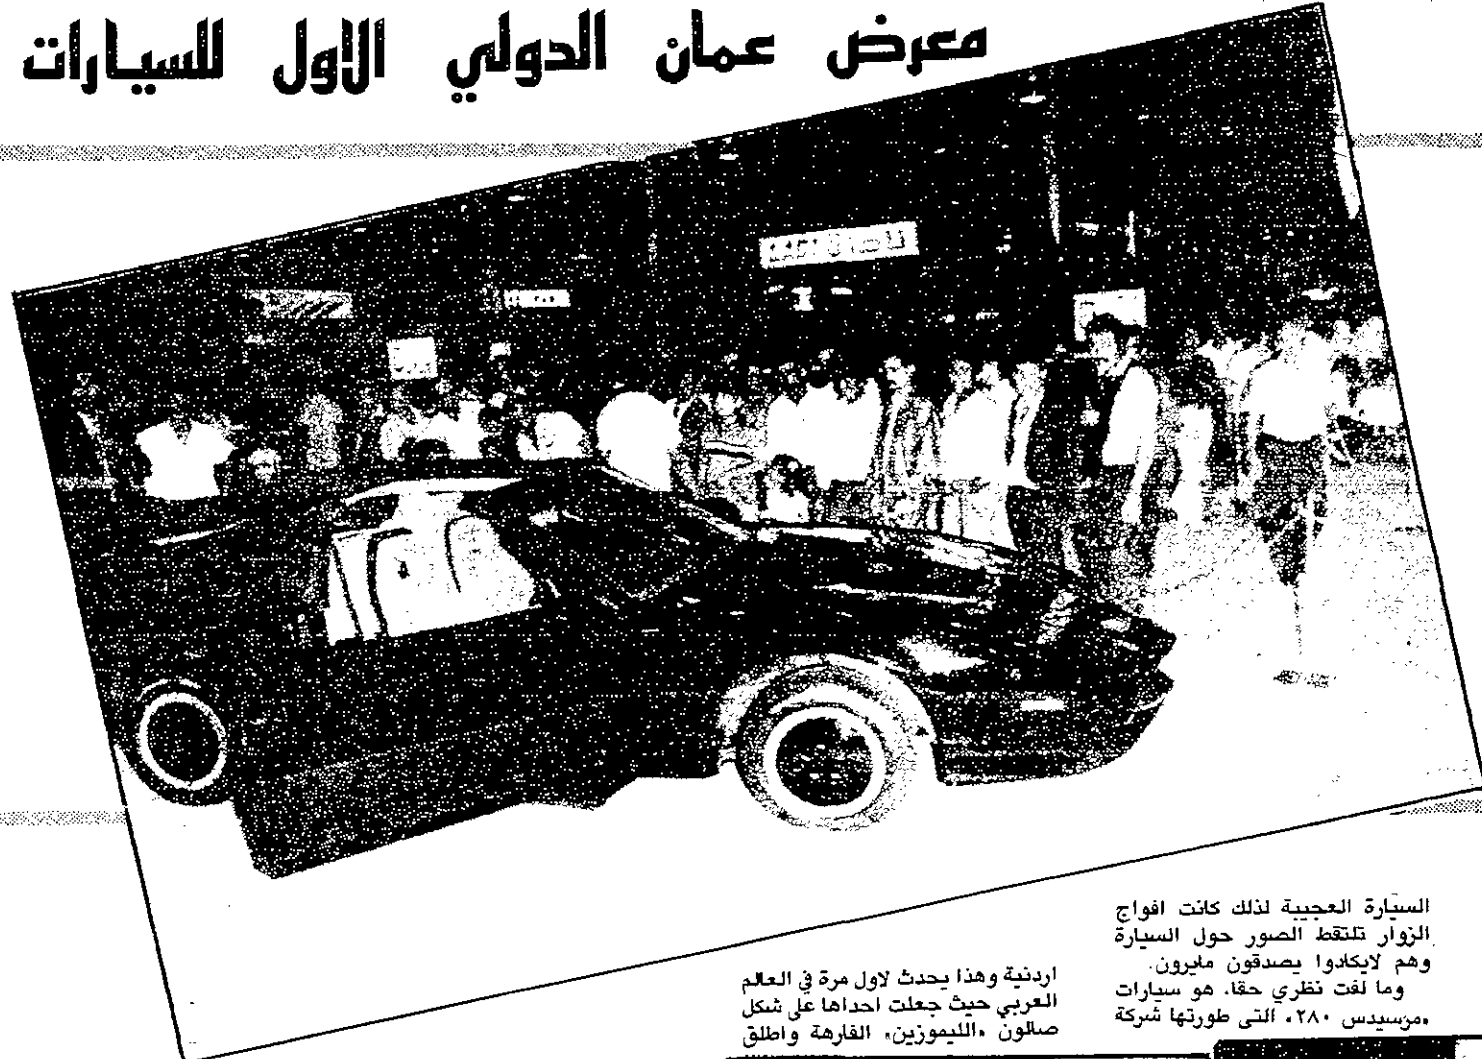 معرض عمان الدولي الاول للسيارات
السيارة العجيبة لذلك كانت افواج
الزوار تلتقط الصور حول السيارة
وهم لايكادوا يصدقون مايرون.
وما لفت نظري حقا، هو سيارات
«مرسيدس ٢٨٠» التي طورتها شركة
اردنية وهذا يحدث لاول مرة في العالم
العربي حيث جعلت احداها على شكل
صالون «الليموزين» الفارهة واطلق